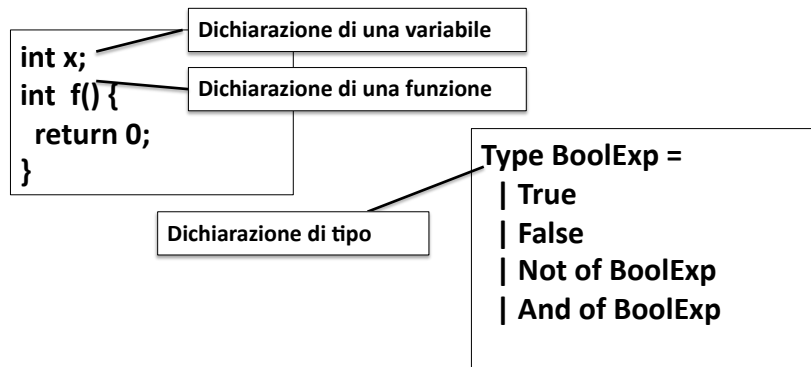 Dichiarazione di una variabile
int x;
int f() {
return 0;
}
Dichiarazione di una funzione
Type BoolExp =
| True
| False
| Not of BoolExp
| And of BoolExp
Dichiarazione di tipo